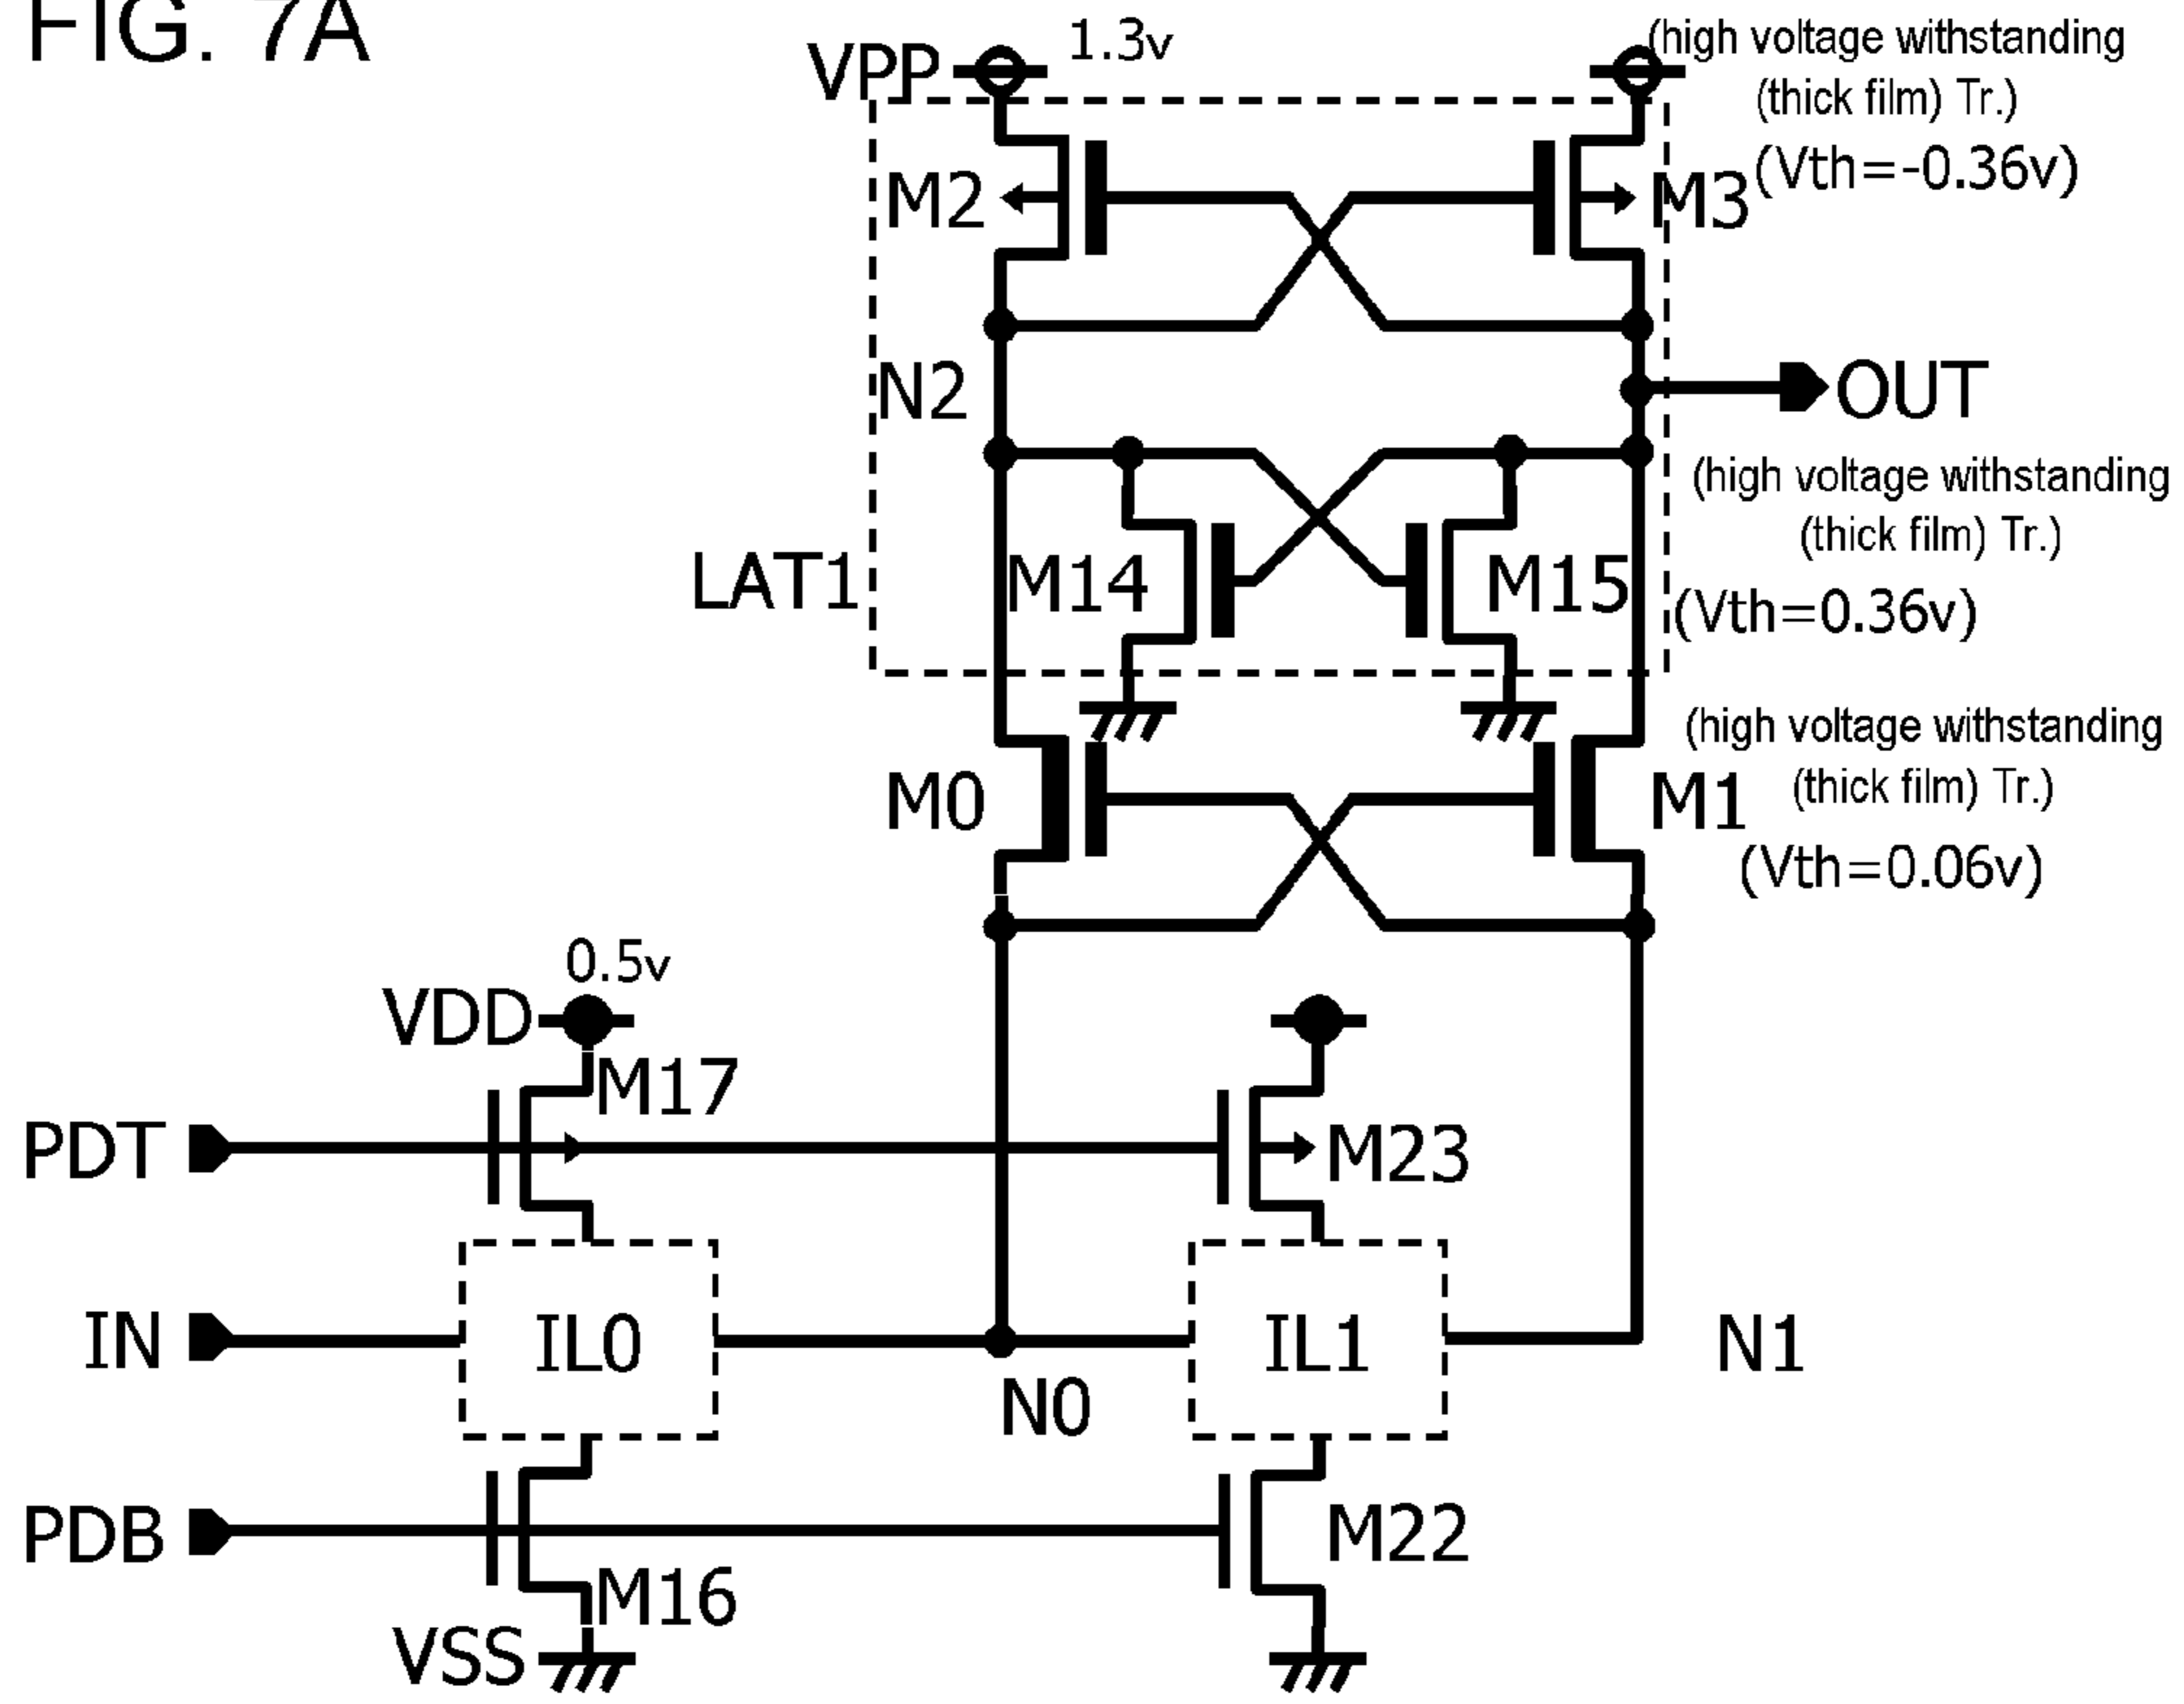 FIG. 7A
VPP
1.3v
(high voltage withstanding
(thick film) Tr.)
(Vth=-0.36v)
M2
M3
N2
OUT
(high voltage withstanding
(thick film) Tr.)
(Vth=0.36v)
LAT1
M14
M15
(high voltage withstanding
(thick film) Tr.)
(Vth=0.06v)
M0
M1
0.5v
VDD
M17
PDT
M23
IN
IL0
IL1
N1
N0
PDB
M22
M16
VSS